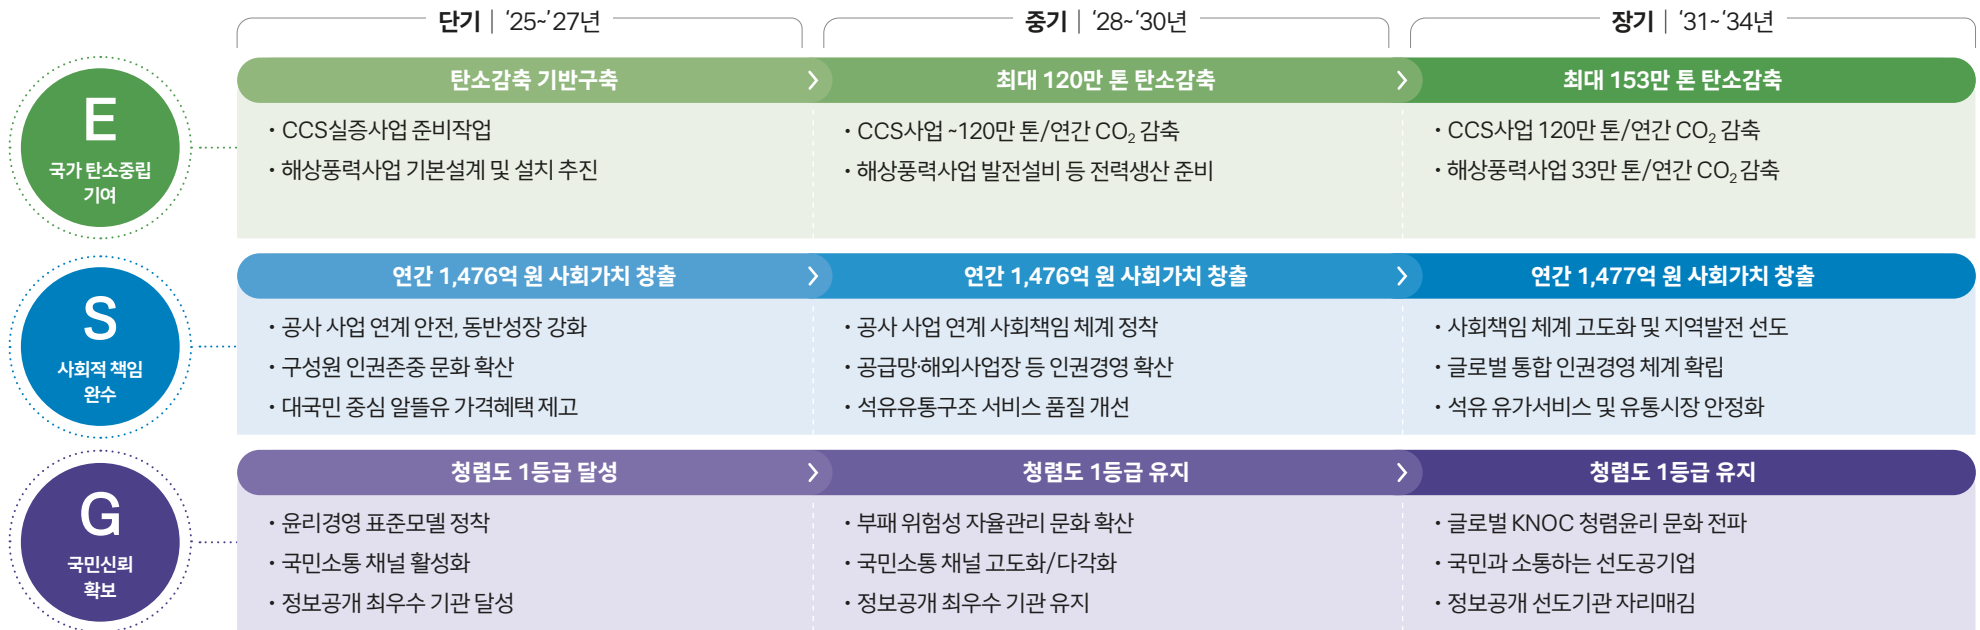 단기 | ‘25~’27년
중기 | ‘28~‘30년
장기 | ‘31~‘34년
E
국가 탄소중립
기여
탄소감축 기반구축
• CCS실증사업 준비작업
• 해상풍력사업 기본설계 및 설치 추진
최대 120만 톤 탄소감축
• CCS사업 ~120만 톤/연간 CO₂ 감축
• 해상풍력사업 발전설비 등 전력생산 준비
최대 153만 톤 탄소감축
• CCS사업 120만 톤/연간 CO₂ 감축
• 해상풍력사업 33만 톤/연간 CO₂ 감축
S
사회적 책임
완수
연간 1,476억 원 사회가치 창출
• 공사 사업 연계 안전, 동반성장 강화
• 구성원 인권존중 문화 확산
• 대국민 중심 알뜰유 가격혜택 제고
연간 1,476억 원 사회가치 창출
• 공사 사업 연계 사회책임 체계 정착
• 공급망·해외사업장 등 인권경영 확산
• 석유유통구조 서비스 품질 개선
연간 1,477억 원 사회가치 창출
• 사회책임 체계 고도화 및 지역발전 선도
• 글로벌 통합 인권경영 체계 확립
• 석유 유가서비스 및 유통시장 안정화
G
국민신뢰
확보
청렴도 1등급 달성
• 윤리경영 표준모델 정착
• 국민소통 채널 활성화
• 정보공개 최우수 기관 달성
청렴도 1등급 유지
• 부패 위험성 자율관리 문화 확산
• 국민소통 채널 고도화/다각화
• 정보공개 최우수 기관 유지
청렴도 1등급 유지
• 글로벌 KNOC 청렴윤리 문화 전파
• 국민과 소통하는 선도공기업
• 정보공개 선도기관 자리매김